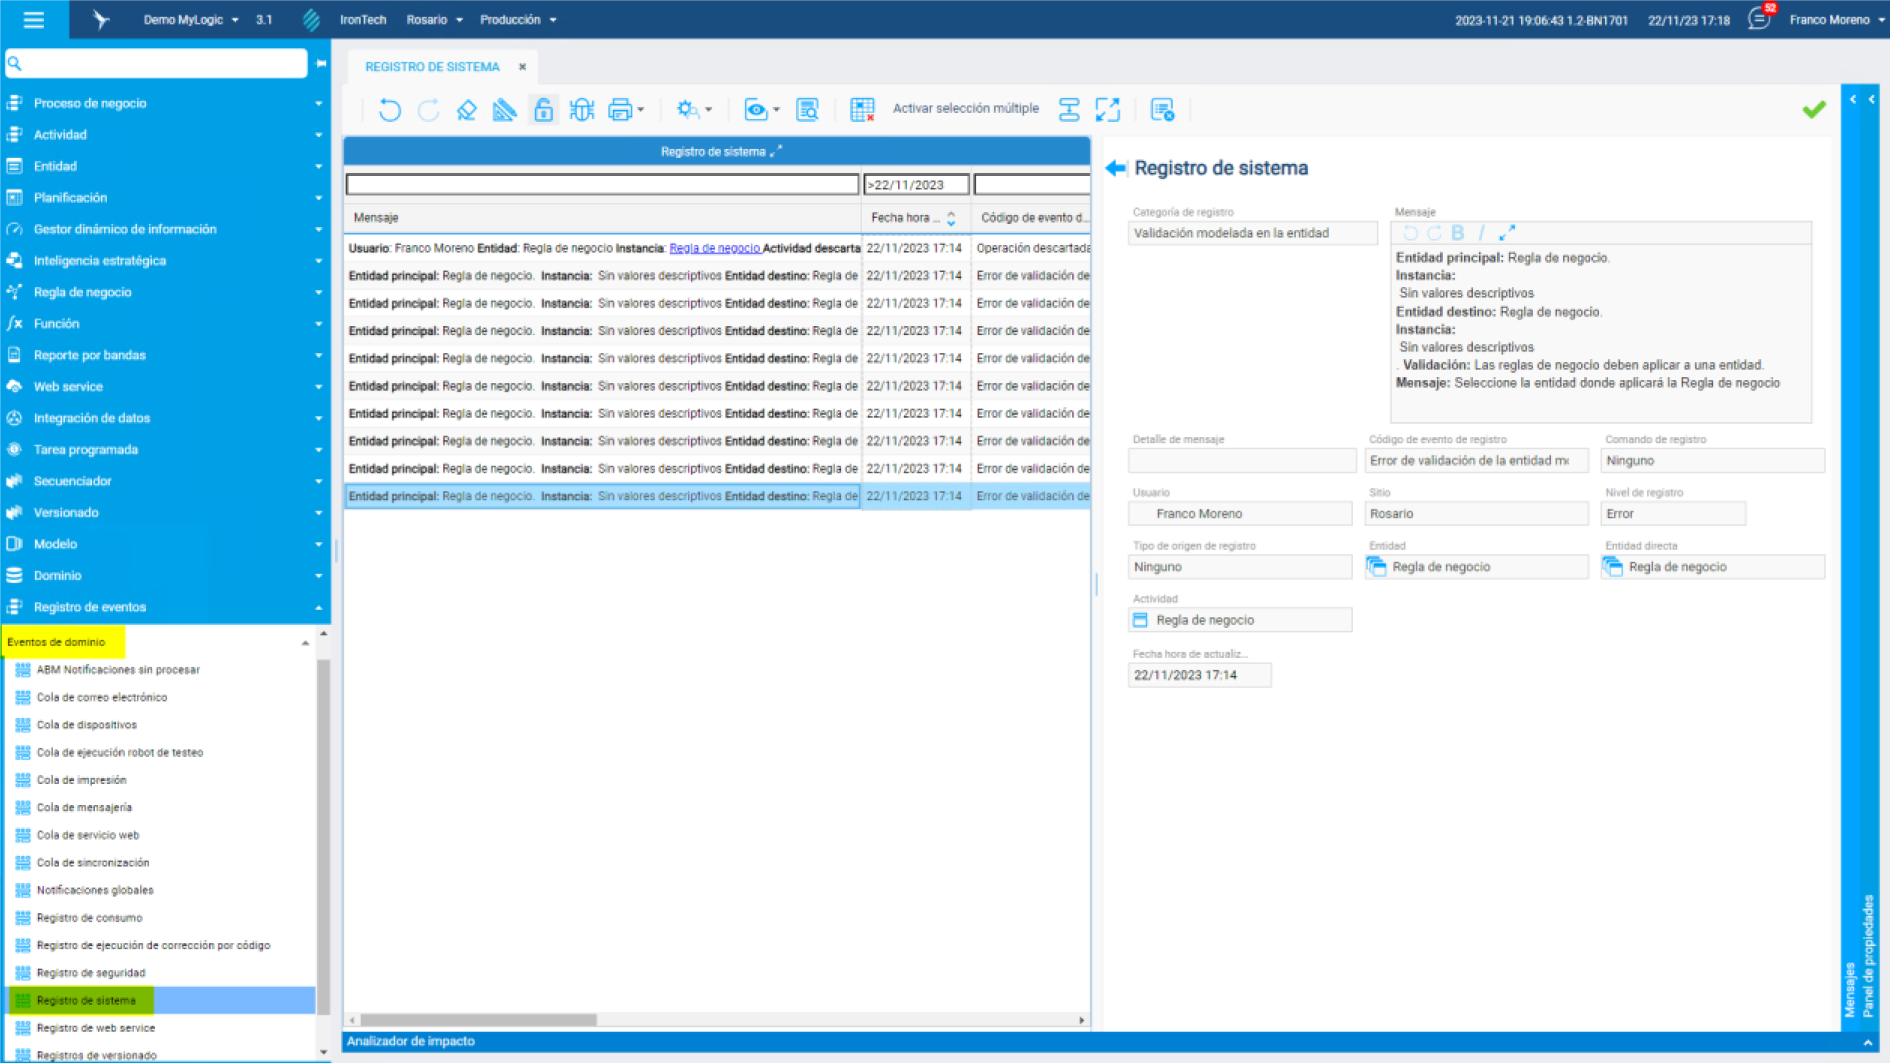 Demo MyLogic 3.1 IronTech Rosario Producción 2023-11-21 19:06:43 1.2-BN1701 22/11/23 17:18 52 Franco Moreno
REGISTRO DE SISTEMA ×
Activar selección múltiple
Proceso de negocio
Actividad
Entidad
Planificación
Gestor dinámico de información
Inteligencia estratégica
Regla de negocio
Función
Reporte por bandas
Web service
Integración de datos
Tarea programada
Secuenciador
Versionado
Modelo
Dominio
Registro de eventos
Eventos de dominio
ABM Notificaciones sin procesar
Cola de correo electrónico
Cola de dispositivos
Cola de ejecución robot de testeo
Cola de impresión
Cola de mensajería
Cola de servicio web
Cola de sincronización
Notificaciones globales
Registro de consumo
Registro de ejecución de corrección por código
Registro de seguridad
Registro de sistema
Registro de web service
Registros de versionado
Registro de sistema
>22/11/2023
Mensaje Fecha hora ... Código de evento d...
Usuario: Franco Moreno Entidad: Regla de negocio Instancia: Regla de negocio Actividad descarta 22/11/2023 17:14 Operación descartada
Entidad principal: Regla de negocio. Instancia: Sin valores descriptivos Entidad destino: Regla de 22/11/2023 17:14 Error de validación de
Entidad principal: Regla de negocio. Instancia: Sin valores descriptivos Entidad destino: Regla de 22/11/2023 17:14 Error de validación de
Entidad principal: Regla de negocio. Instancia: Sin valores descriptivos Entidad destino: Regla de 22/11/2023 17:14 Error de validación de
Entidad principal: Regla de negocio. Instancia: Sin valores descriptivos Entidad destino: Regla de 22/11/2023 17:14 Error de validación de
Entidad principal: Regla de negocio. Instancia: Sin valores descriptivos Entidad destino: Regla de 22/11/2023 17:14 Error de validación de
Entidad principal: Regla de negocio. Instancia: Sin valores descriptivos Entidad destino: Regla de 22/11/2023 17:14 Error de validación de
Entidad principal: Regla de negocio. Instancia: Sin valores descriptivos Entidad destino: Regla de 22/11/2023 17:14 Error de validación de
Entidad principal: Regla de negocio. Instancia: Sin valores descriptivos Entidad destino: Regla de 22/11/2023 17:14 Error de validación de
Entidad principal: Regla de negocio. Instancia: Sin valores descriptivos Entidad destino: Regla de 22/11/2023 17:14 Error de validación de
Analizador de impacto
Registro de sistema
Categoría de registro
Validación modelada en la entidad
Mensaje
B I
Entidad principal: Regla de negocio.
Instancia:
Sin valores descriptivos
Entidad destino: Regla de negocio.
Instancia:
Sin valores descriptivos
. Validación: Las reglas de negocio deben aplicar a una entidad.
Mensaje: Seleccione la entidad donde aplicará la Regla de negocio
Detalle de mensaje Código de evento de registro Comando de registro
Error de validación de la entidad mo Ninguno
Usuario Sitio Nivel de registro
Franco Moreno Rosario Error
Tipo de origen de registro Entidad Entidad directa
Ninguno Regla de negocio Regla de negocio
Actividad
Regla de negocio
Fecha hora de actualiz...
22/11/2023 17:14
Mensajes
Panel de propiedades